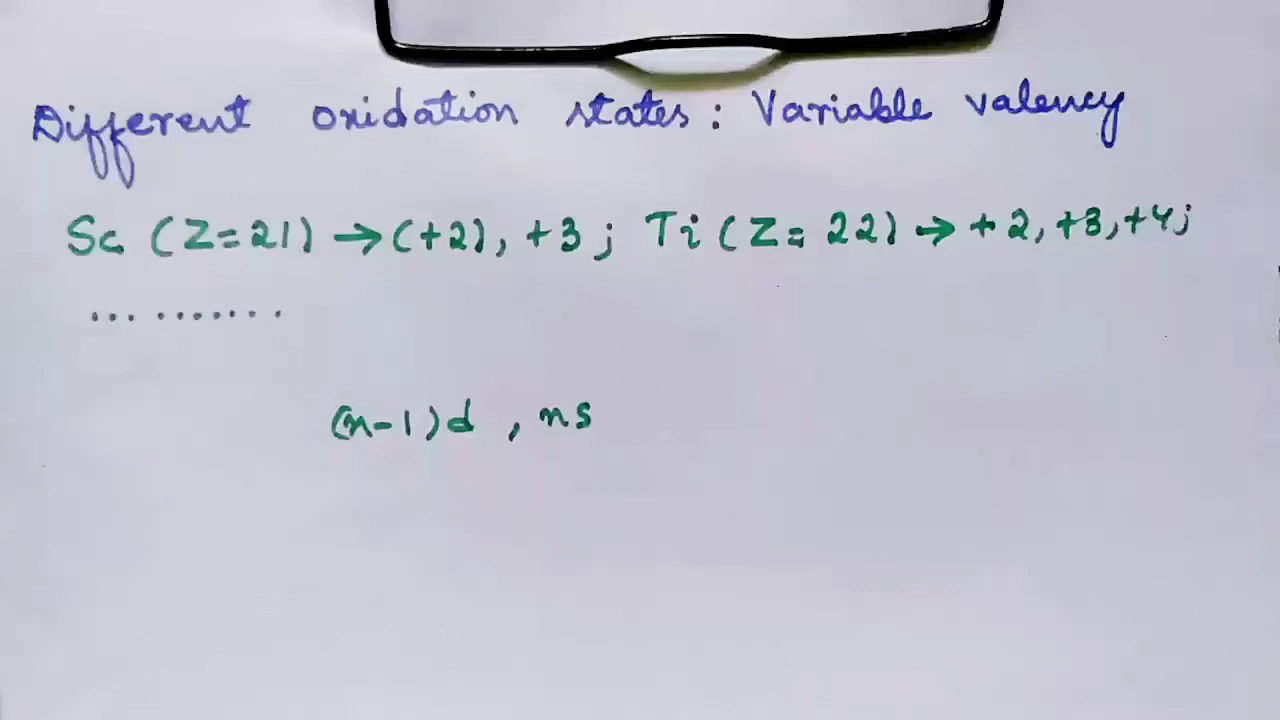 Different oxidation states: Variable valency
Sc (Z=21) → (+2), +3; Ti (Z= 22) → +2, +3, +4;
... .......
(n-1)d , ns